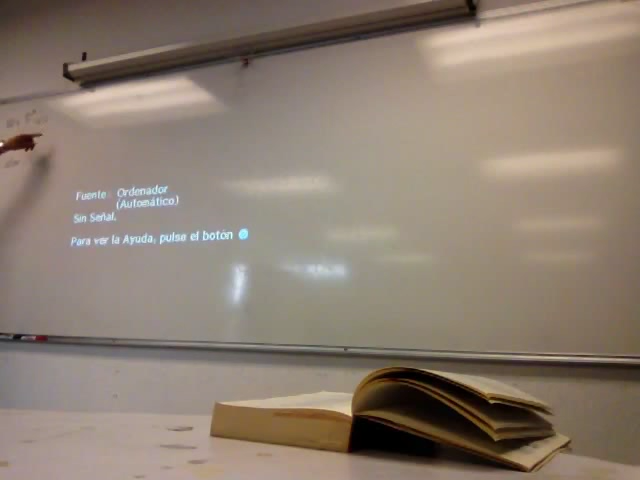 Fuente: Ordenador
(Automático)
Sin Señal.
Para ver la Ayuda, pulse el botón